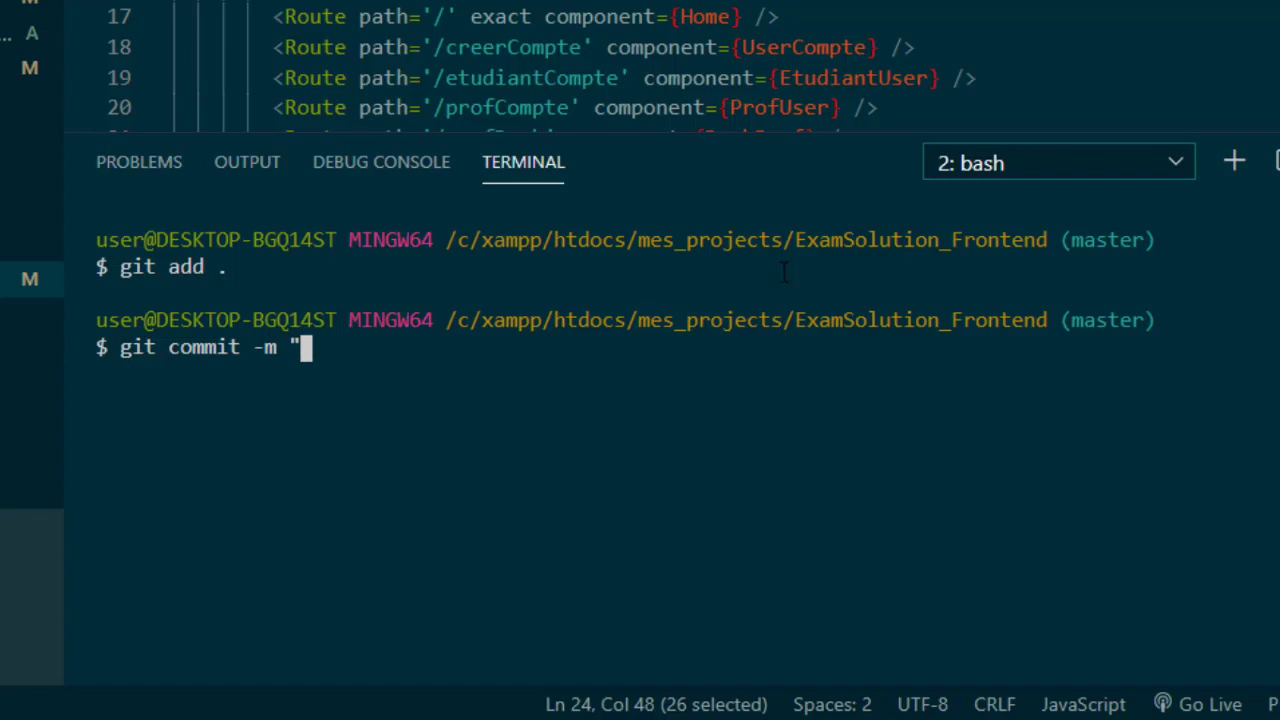 17 <Route path='/' exact component={Home} />
... A
18 <Route path='/creerCompte' component={UserCompte} />
M
19 <Route path='/etudiantCompte' component={EtudiantUser} />
20 <Route path='/profCompte' component={ProfUser} />
PROBLEMS OUTPUT DEBUG CONSOLE TERMINAL 2: bash
user@DESKTOP-BGQ14ST MINGW64 /c/xampp/htdocs/mes_projects/ExamSolution_Frontend (master)
$ git add .
M
user@DESKTOP-BGQ14ST MINGW64 /c/xampp/htdocs/mes_projects/ExamSolution_Frontend (master)
$ git commit -m "
Ln 24, Col 48 (26 selected) Spaces: 2 UTF-8 CRLF JavaScript Go Live